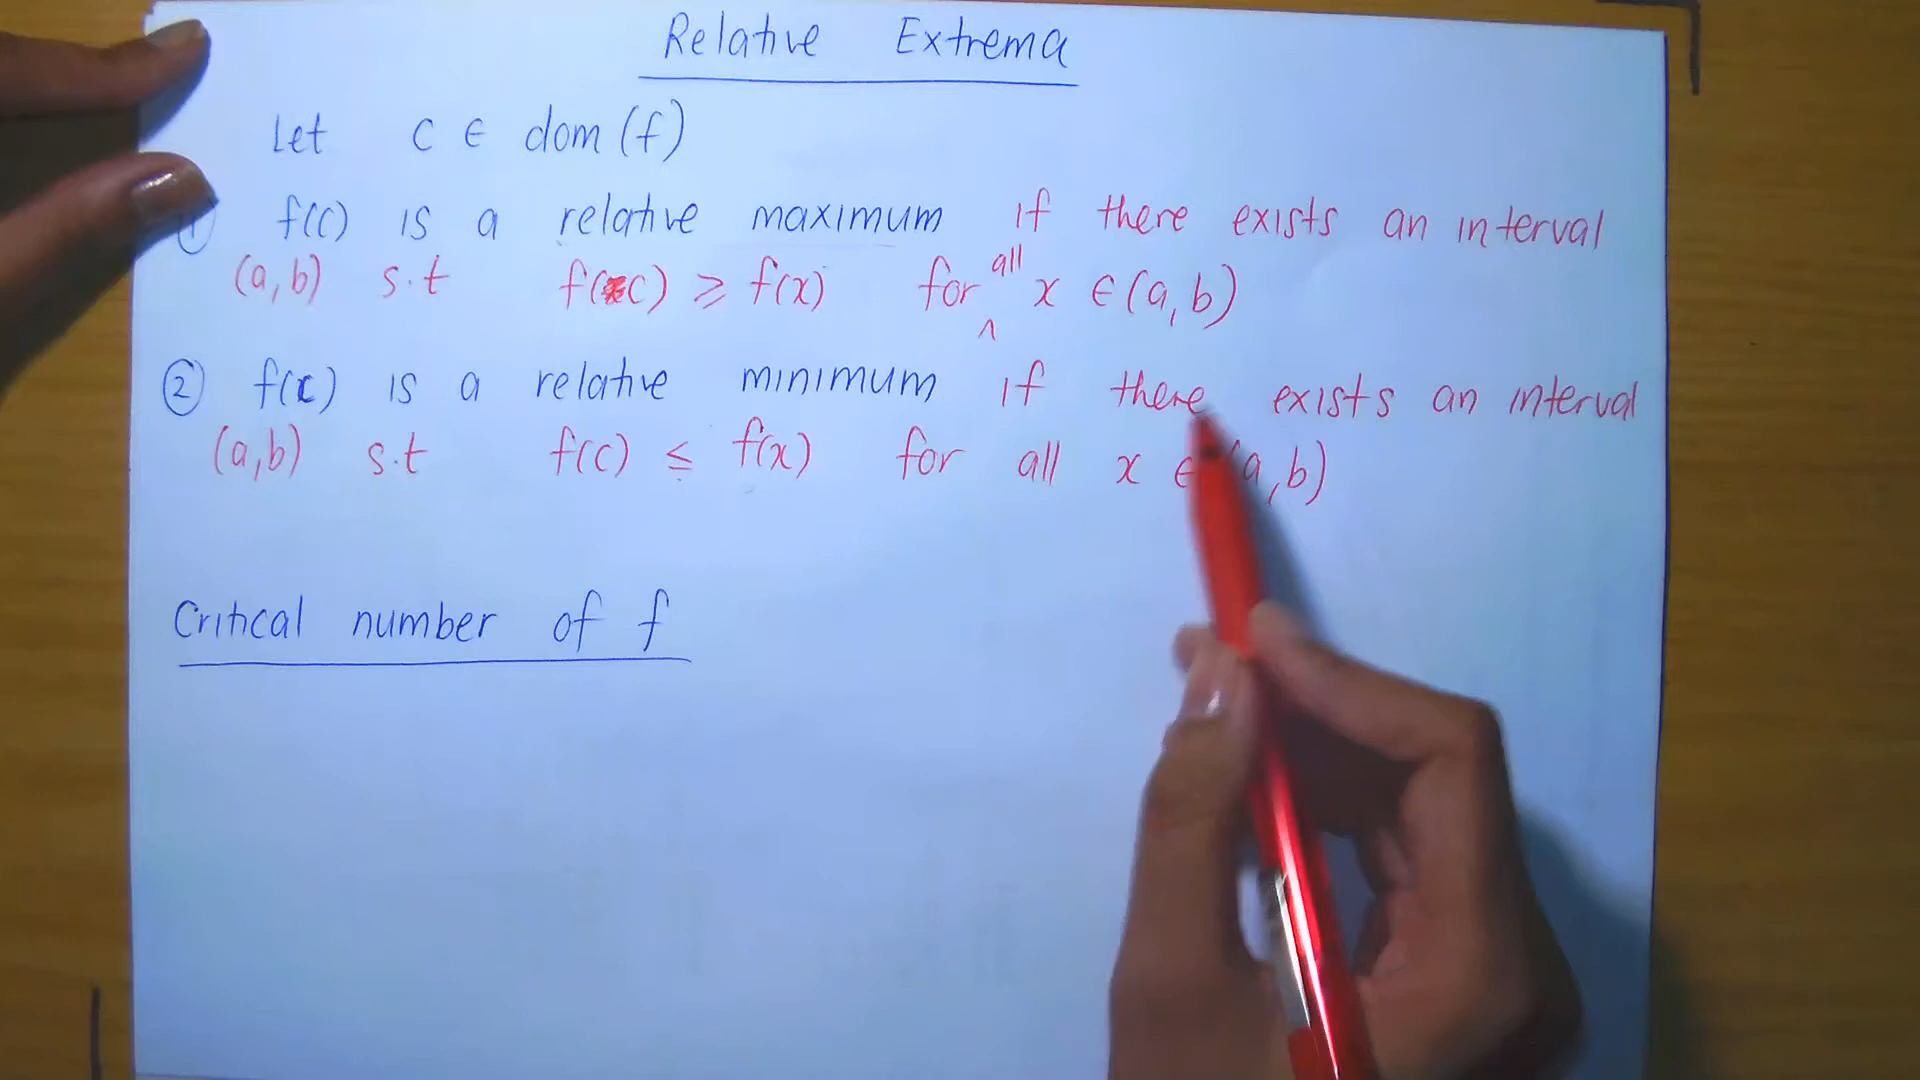 Relative Extrema
Let c ∈ dom (f)
① f(c) is a relative maximum if there exists an interval
(a,b) s.t f(c) ⩾ f(x) for all x ∈ (a,b)
② f(c) is a relative minimum if there exists an interval
(a,b) s.t f(c) ≤ f(x) for all x ∈ (a,b)
Critical number of f